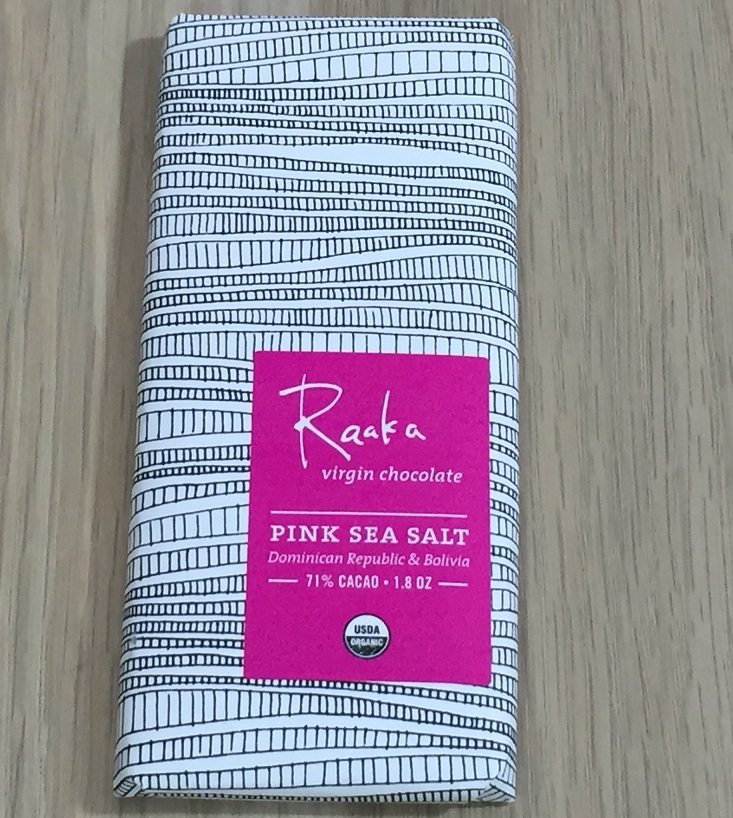 Raaka
virgin chocolate
PINK SEA SALT
Dominican Republic & Bolivia
71% CACAO • 1.8 OZ
USDA
ORGANIC